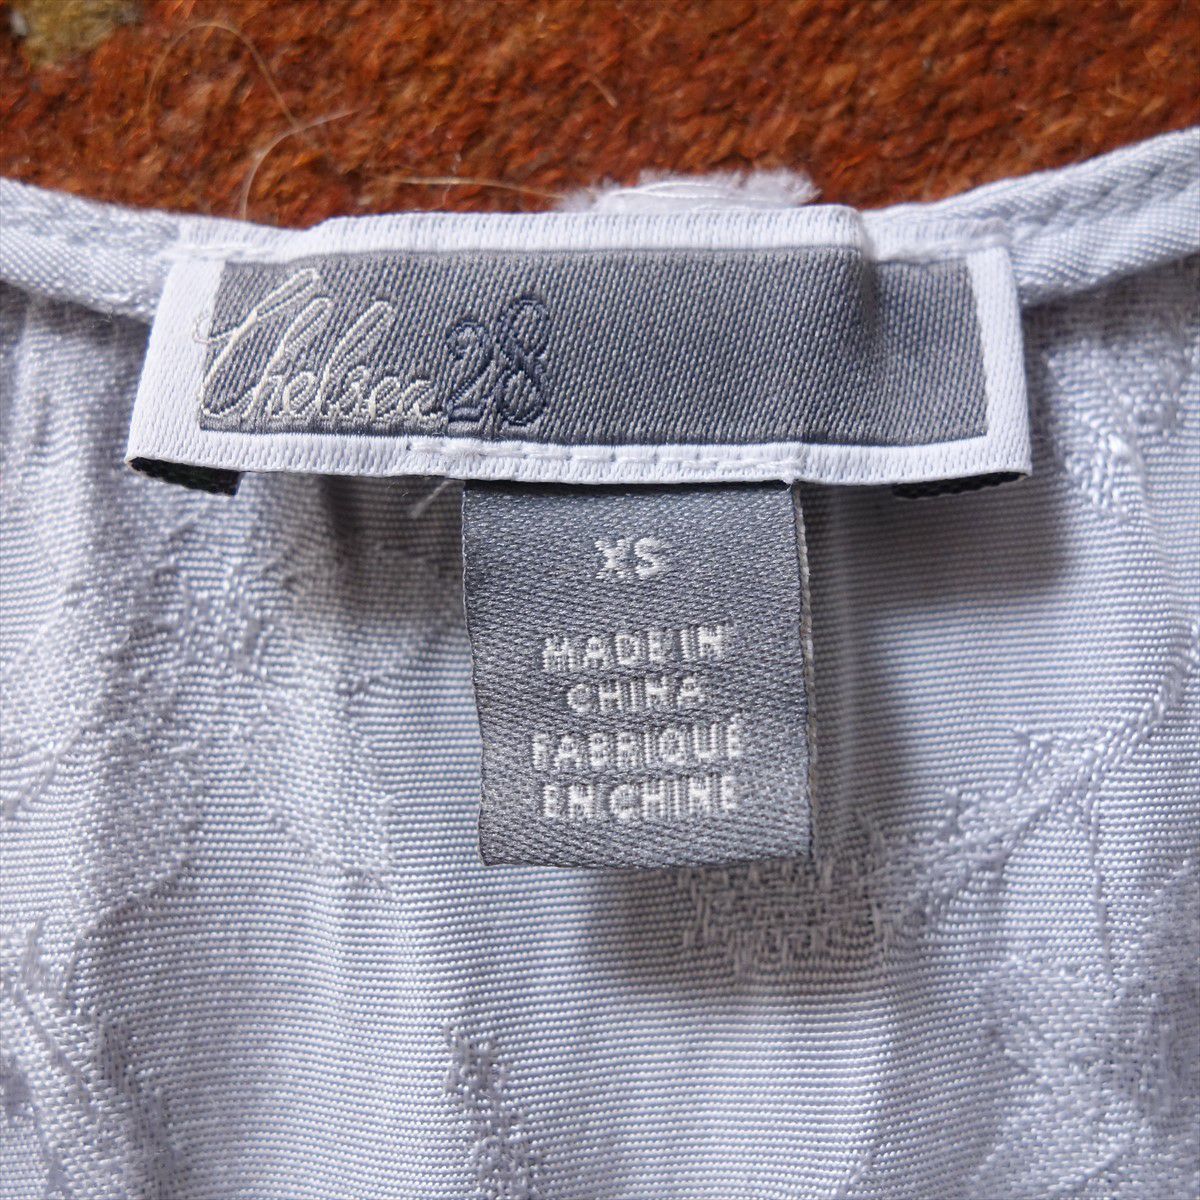 Chelsea28
XS
MADE IN
CHINA
FABRIQUÉ
EN CHINE